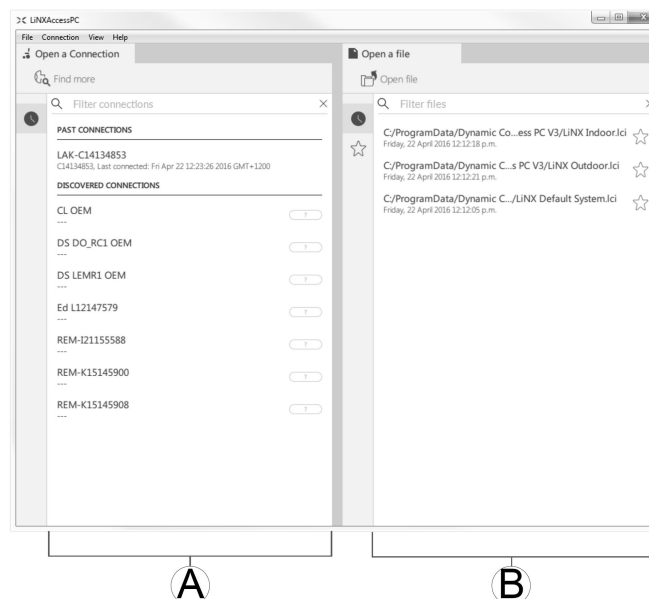 LiNXAccessPC
File Connection View Help
Open a Connection
Find more
Filter connections
PAST CONNECTIONS
LAK-C14134853
C14134853, Last connected: Fri Apr 22 12:23:26 2016 GMT+1200
DISCOVERED CONNECTIONS
CL OEM
---
?
DS DO_RC1 OEM
---
?
DS LEMR1 OEM
---
?
Ed L12147579
---
?
REM-I21155588
---
?
REM-K15145900
---
?
REM-K15145908
---
?
Open a file
Open file
Filter files
C:/ProgramData/Dynamic Co...ess PC V3/LiNX Indoor.lci
Friday, 22 April 2016 12:12:18 p.m.
C:/ProgramData/Dynamic C...s PC V3/LiNX Outdoor.lci
Friday, 22 April 2016 12:12:21 p.m.
C:/ProgramData/Dynamic C.../LiNX Default System.lci
Friday, 22 April 2016 12:12:05 p.m.
A
B